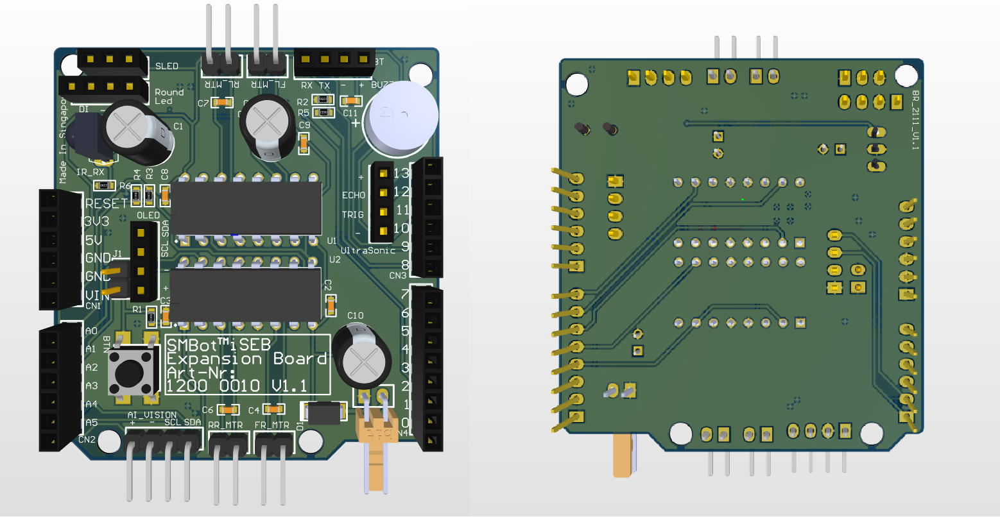 SLED
Round
Led
DI
-
Made In Singapo
IR_RX
C1
RL_MTR
FL_MTR
C7
BT
RX TX - +
BUZZ
R2
R5
C11
C9
+
R4
R3
C8
R6
RESET
3V3
5V
GND
GND
VIN
CN1
OLED
SDA
SCL
-
+
J1
U1
U2
+
ECHO
TRIG
-
UltraSonic
13
12
11
10
9
8
CN3
7
6
5
4
3
2
1
0
N4
C2
C3
R1
C10
A0
A1
A2
A3
A4
A5
CN2
BTN
SMBot™iSEB
Expansion Board
Art-Nr:
1200 0010 V1.1
AI_VISION
+ - SCL SDA
C6
RR_MTR
C4
FR_MTR
D1
BR_2111_V1.1